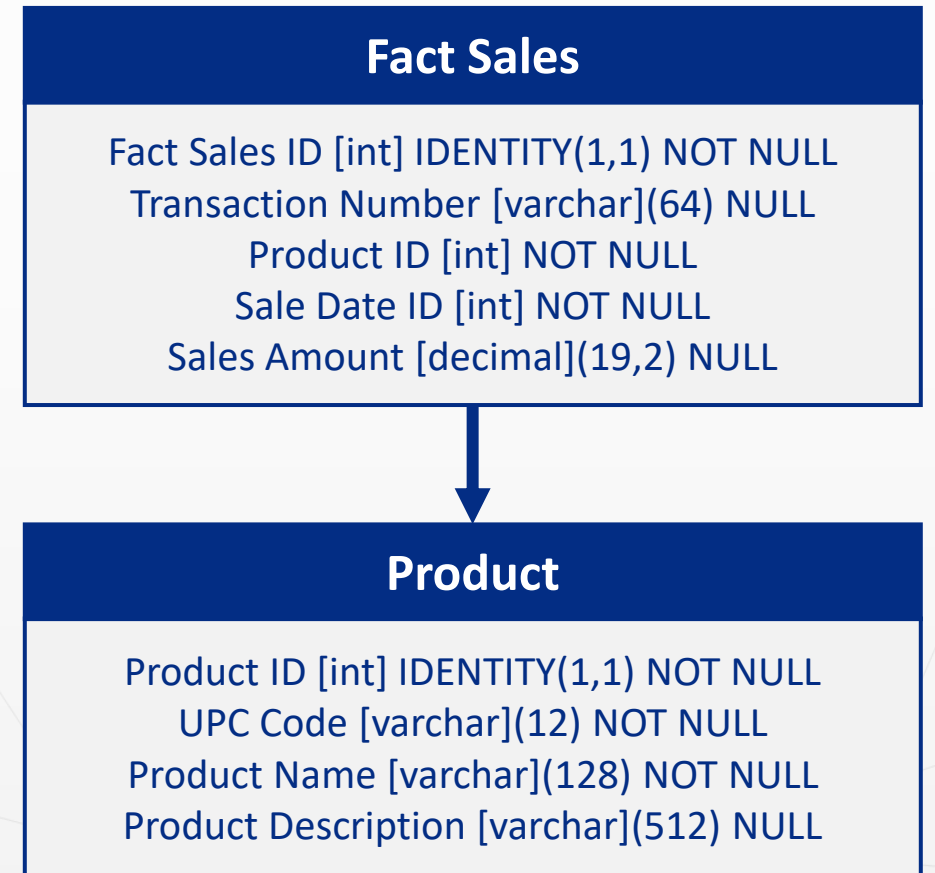 Fact Sales
Fact Sales ID [int] IDENTITY(1,1) NOT NULL
Transaction Number [varchar](64) NULL
Product ID [int] NOT NULL
Sale Date ID [int] NOT NULL
Sales Amount [decimal](19,2) NULL
Product
Product ID [int] IDENTITY(1,1) NOT NULL
UPC Code [varchar](12) NOT NULL
Product Name [varchar](128) NOT NULL
Product Description [varchar](512) NULL